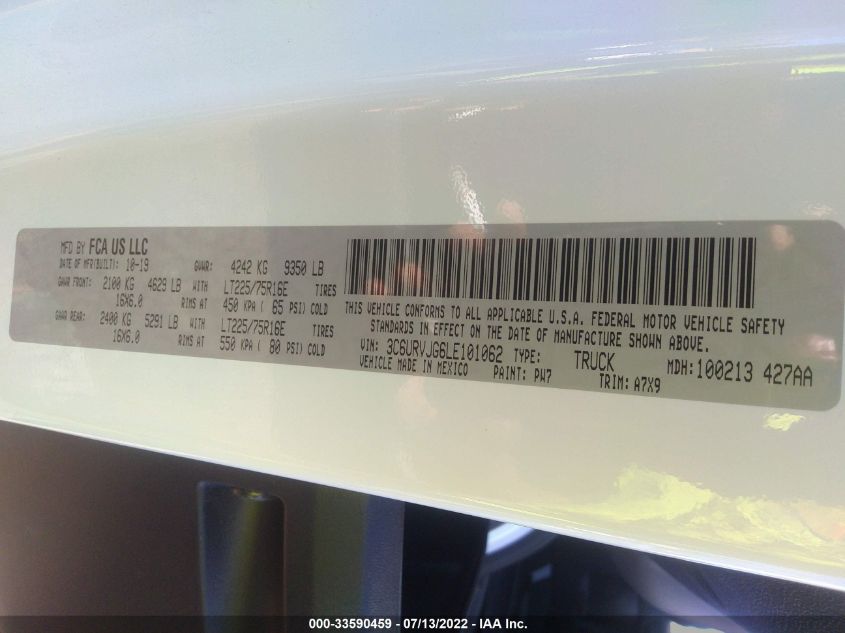 MFD BY FCA US LLC
DATE OF MFR(BUILT): 10-19 GVWR: 4242 KG 9350 LB
GAWR FRONT: 2100 KG 4629 LB WITH LT225/75R16E TIRES
16X6.0 RIMS AT 450 KPA ( 65 PSI) COLD
GAWR REAR: 2400 KG 5291 LB WITH LT225/75R16E TIRES
16X6.0 RIMS AT 550 KPA ( 80 PSI) COLD
THIS VEHICLE CONFORMS TO ALL APPLICABLE U.S.A. FEDERAL MOTOR VEHICLE SAFETY
STANDARDS IN EFFECT ON THE DATE OF MANUFACTURE SHOWN ABOVE.
VIN: 3C6URVJG6LE101062 TYPE: TRUCK MDH: 100213 427AA
VEHICLE MADE IN MEXICO PAINT: PW7 TRIM: A7X9
000-33590459 - 07/13/2022 - IAA Inc.